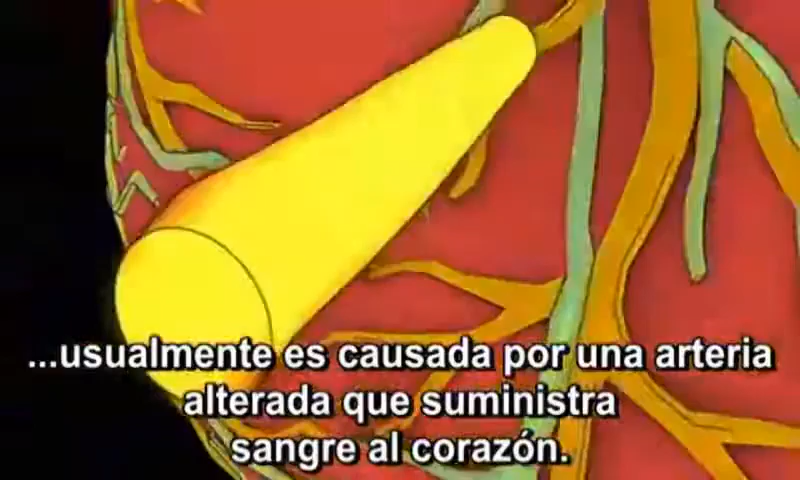 ...usualmente es causada por una arteria
alterada que suministra
sangre al corazón.